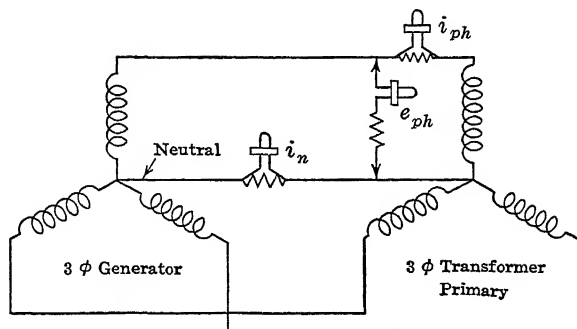 i_ph
e_ph
Neutral
i_n
3 ϕ Generator
3 ϕ Transformer
Primary